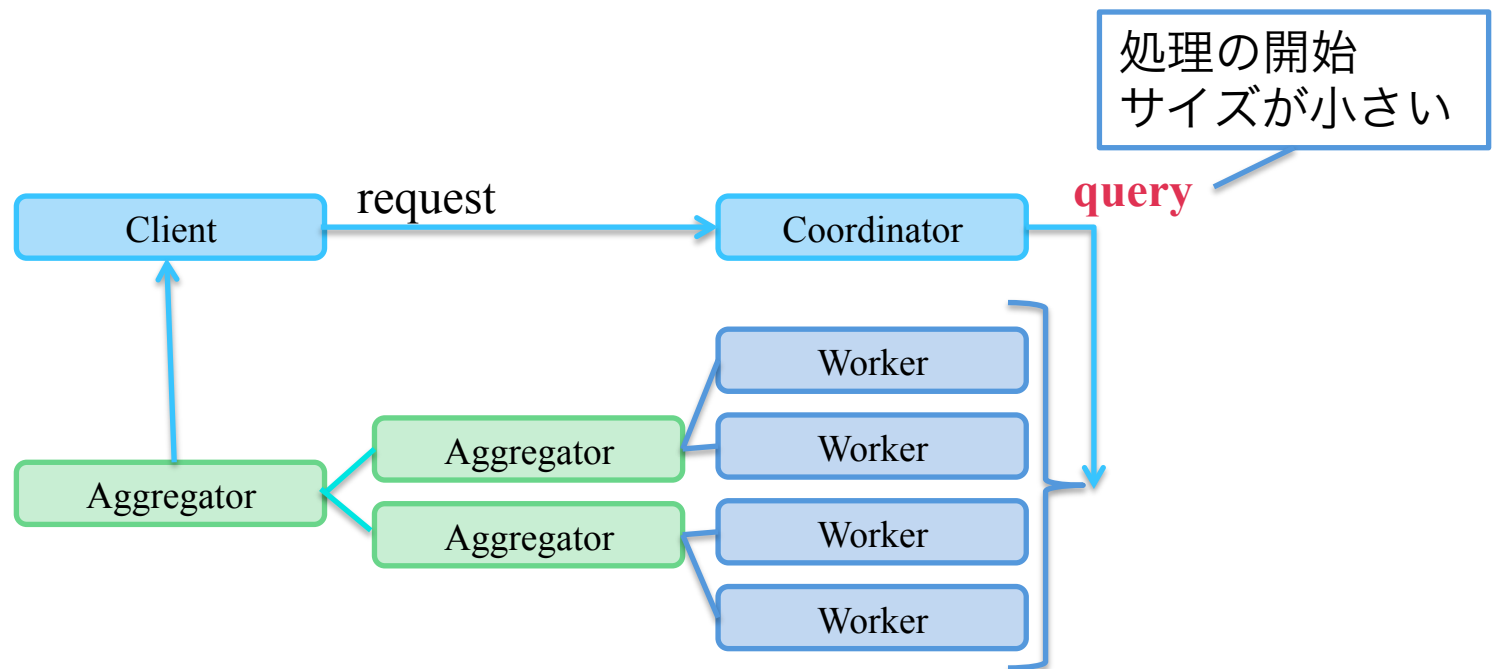 処理の開始
サイズが小さい
request
query
Client
Coordinator
Worker
Aggregator
Worker
Aggregator
Aggregator
Worker
Worker